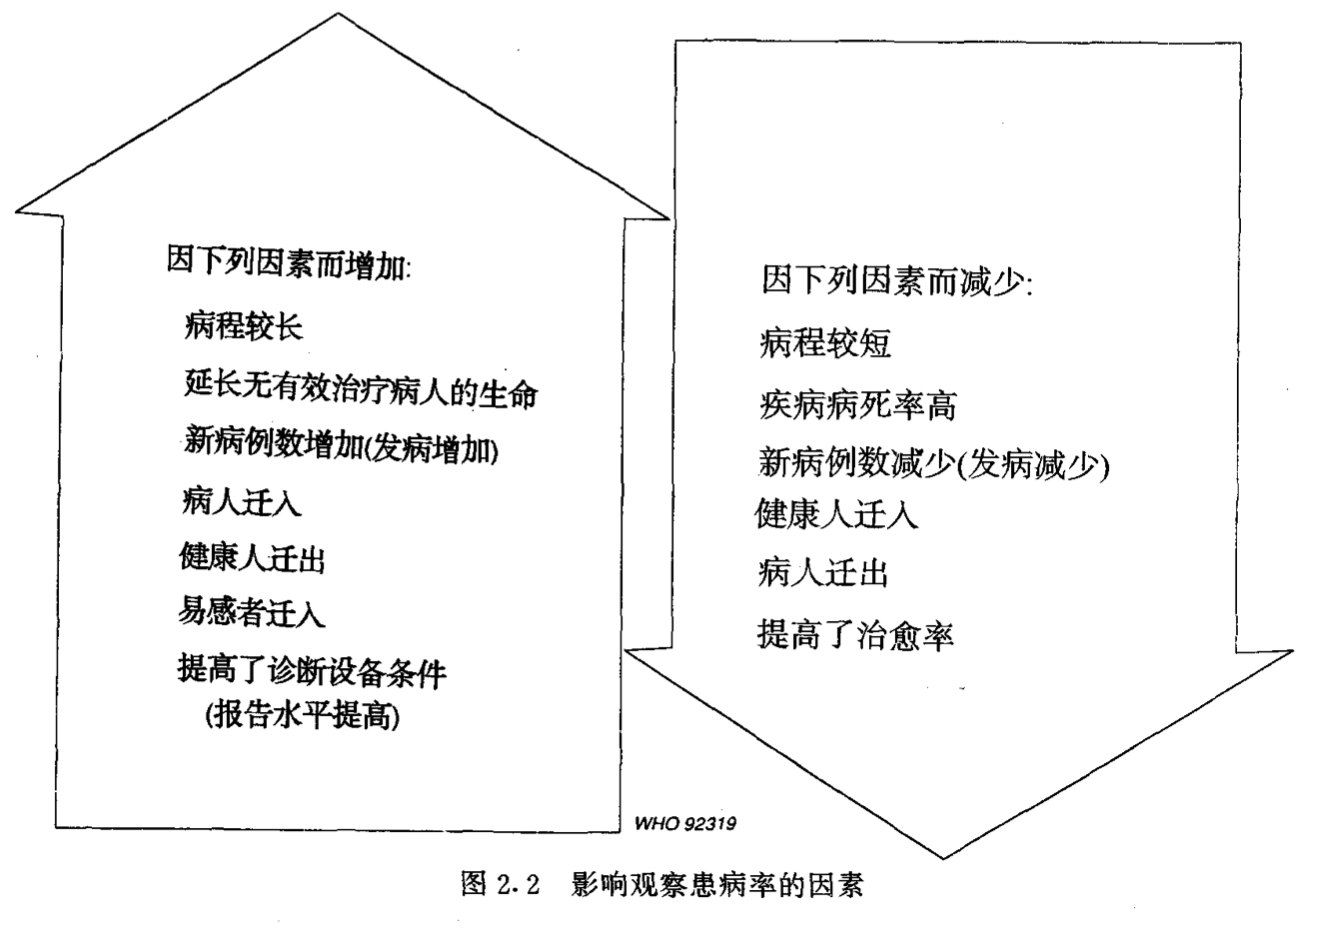 因下列因素而增加:
病程较长
延长无有效治疗病人的生命
新病例数增加(发病增加)
病人迁入
健康人迁出
易感者迁入
提高了诊断设备条件
(报告水平提高)
因下列因素而减少:
病程较短
疾病病死率高
新病例数减少(发病减少)
健康人迁入
病人迁出
提高了治愈率
WHO 92319
图 2.2 影响观察患病率的因素